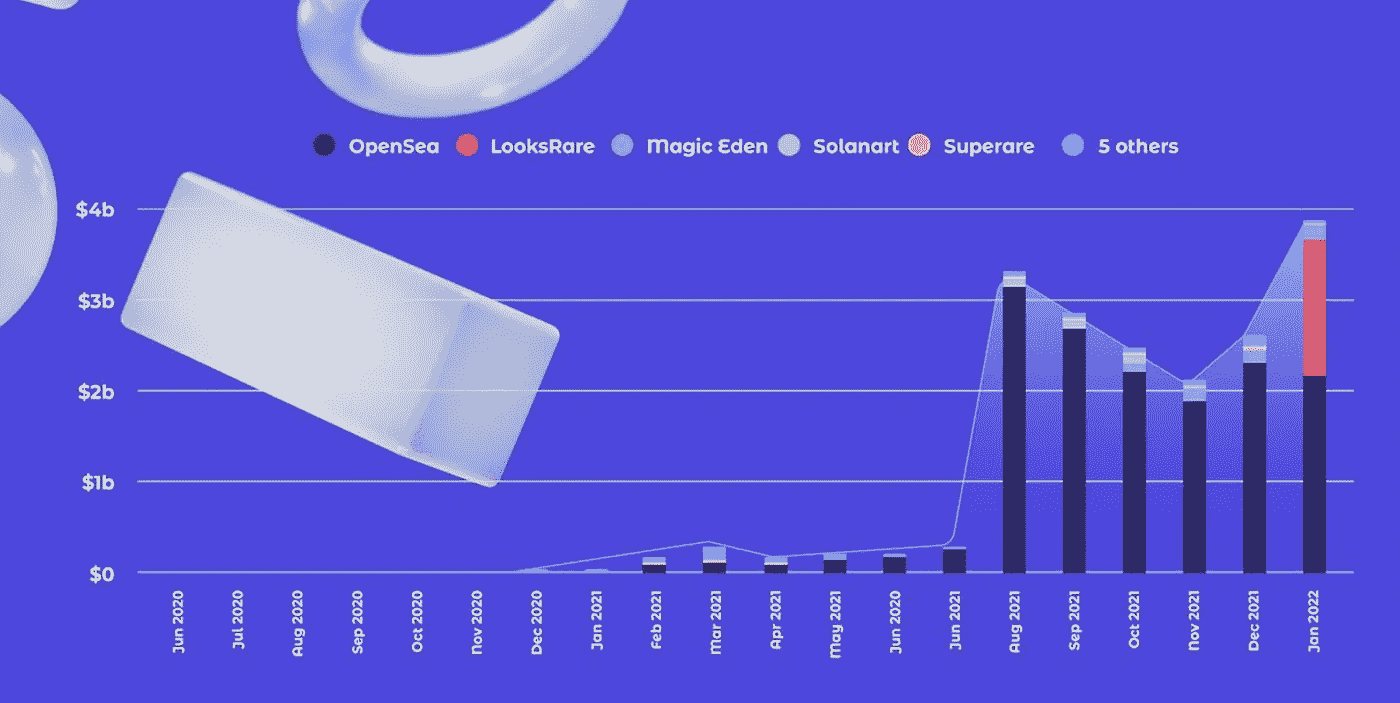 OpenSea LooksRare Magic Eden Solanart Superare 5 others
$4b
$3b
$2b
$1b
$0
Jun 2020 Jul 2020 Aug 2020 Sep 2020 Oct 2020 Nov 2020 Dec 2020 Jan 2021 Feb 2021 Mar 2021 Apr 2021 May 2021 Jun 2020 Jun 2021 Aug 2021 Sep 2021 Oct 2021 Nov 2021 Dec 2021 Jan 2022